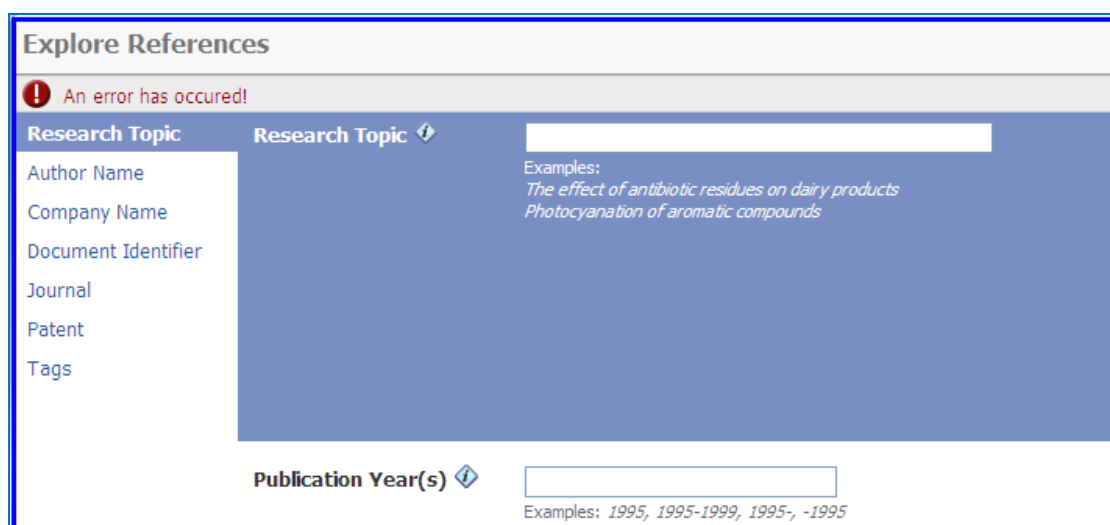 Explore References
An error has occured!
Research Topic
Author Name
Company Name
Document Identifier
Journal
Patent
Tags
Research Topic
Examples:
The effect of antibiotic residues on dairy products
Photocyanation of aromatic compounds
Publication Year(s)
Examples: 1995, 1995-1999, 1995-, -1995